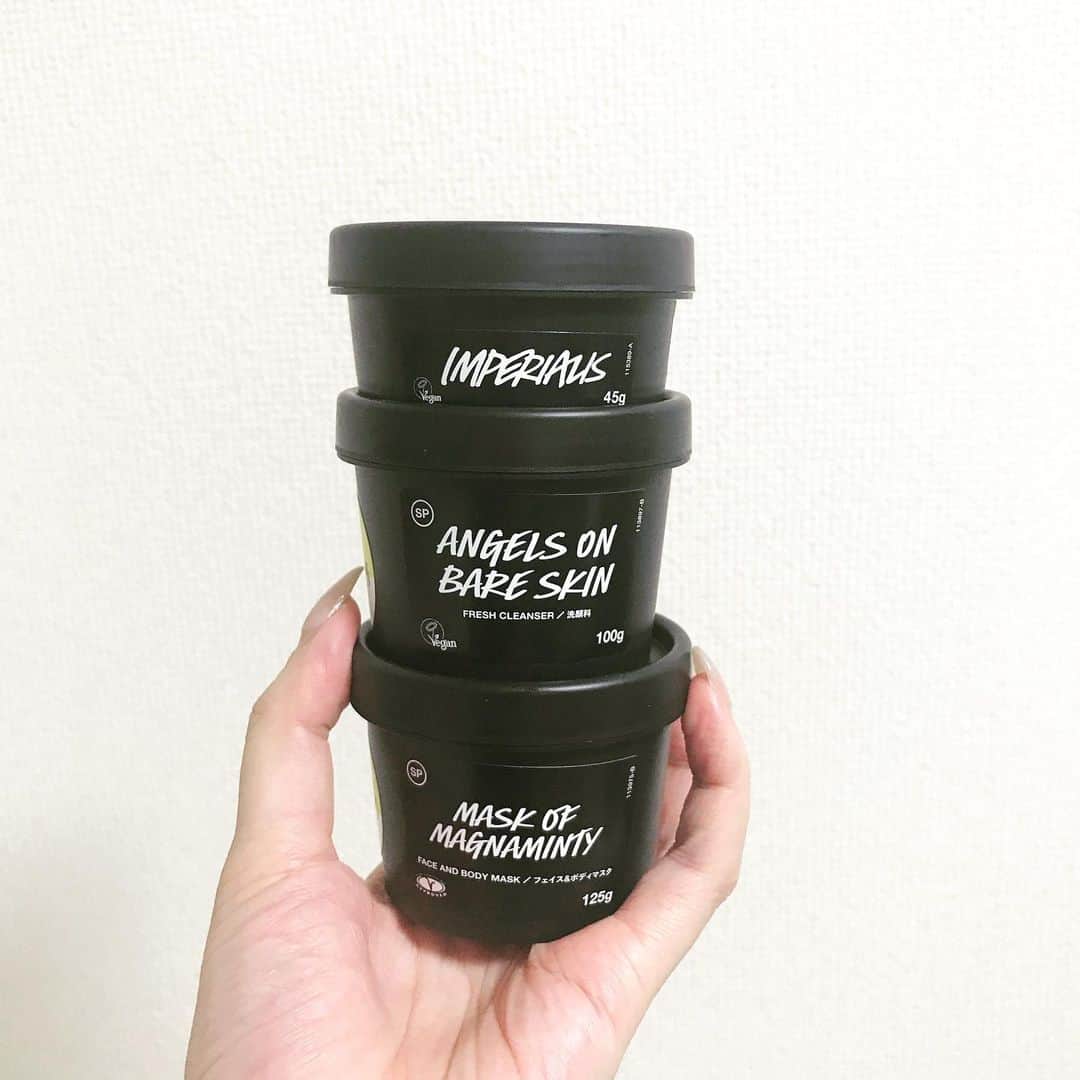 IMPERIALIS
115380-A
Vegan
45g
SP
ANGELS ON
BARE SKIN
FRESH CLEANSER / 洗顔料
Vegan
100g
SP
MASK OF
MAGNAMINTY
FACE AND BODY MASK / フェイス&ボディマスク
125g